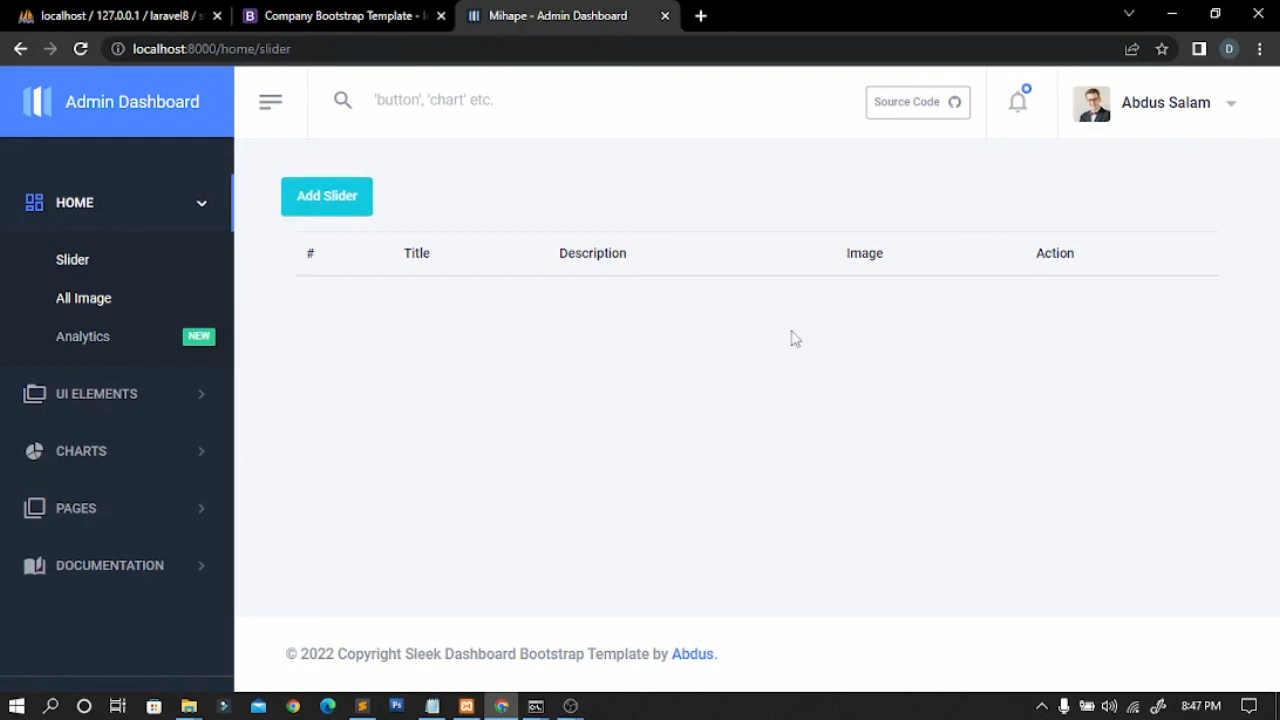 localhost / 127.0.0.1 / laravel8 / s
Company Bootstrap Template - I
Mihape - Admin Dashboard
localhost:8000/home/slider
D
Admin Dashboard
'button', 'chart' etc.
Source Code
Abdus Salam
HOME
Slider
All Image
Analytics
NEW
UI ELEMENTS
CHARTS
PAGES
DOCUMENTATION
Add Slider
# Title Description Image Action
© 2022 Copyright Sleek Dashboard Bootstrap Template by Abdus.
Ps
8:47 PM